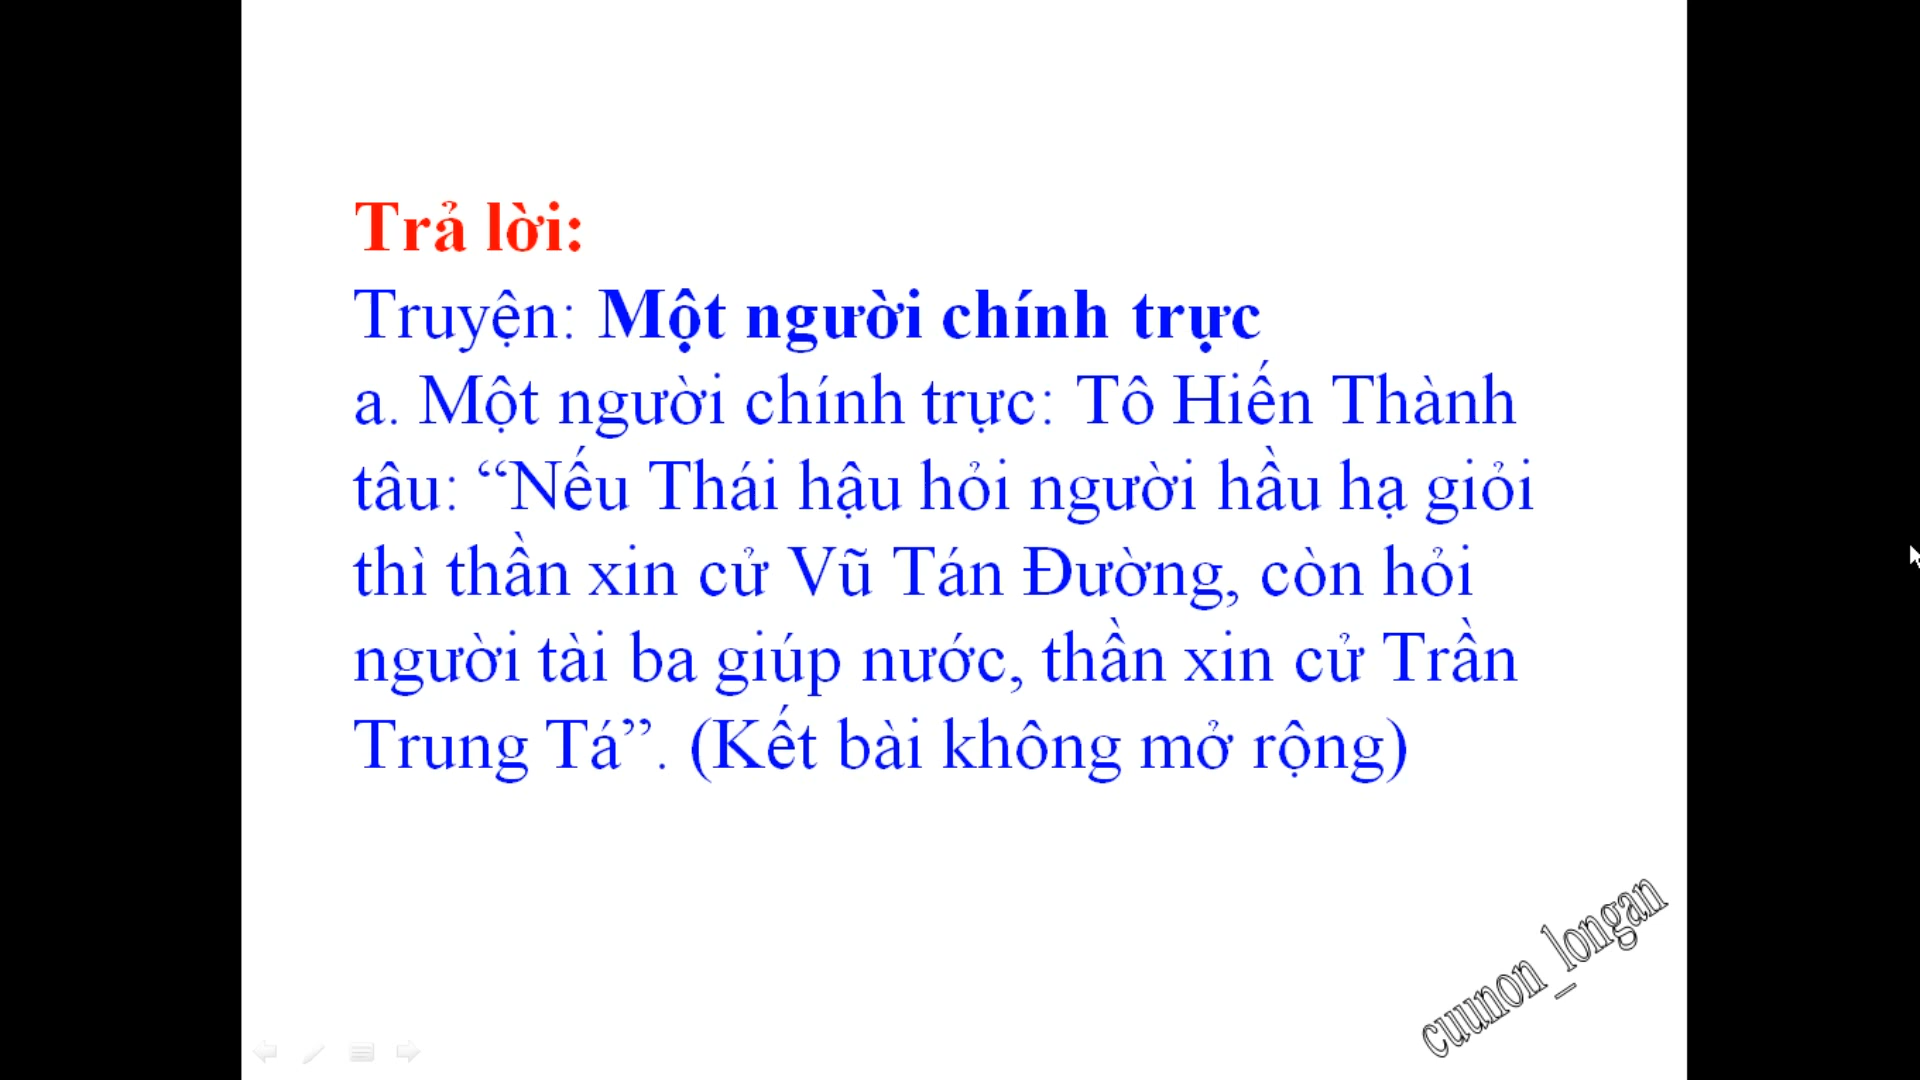 Trả lời:
Truyện: Một người chính trực
a. Một người chính trực: Tô Hiến Thành
tâu: “Nếu Thái hậu hỏi người hầu hạ giỏi
thì thần xin cử Vũ Tán Đường, còn hỏi
người tài ba giúp nước, thần xin cử Trần
Trung Tá”. (Kết bài không mở rộng)
cuunon_longan